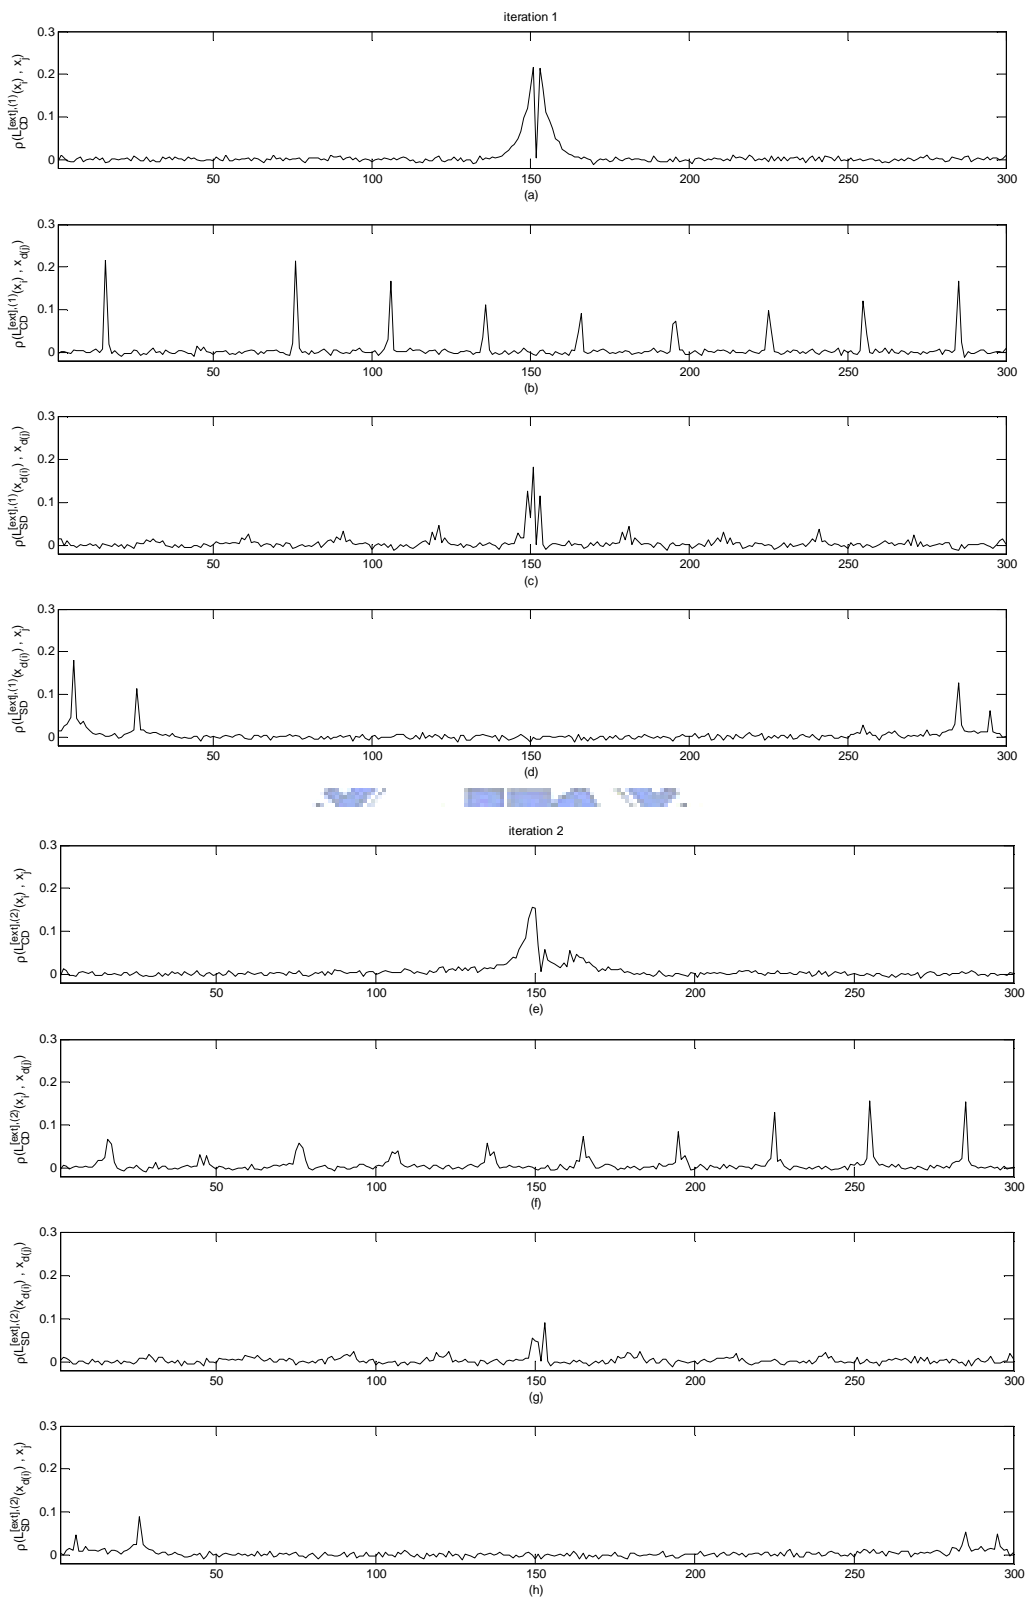 iteration 1
ρ(L_CD^[ext],(1)(x_i) , x_j)
0.3
0.2
0.1
0
50 100 150 200 250 300
(a)
ρ(L_CD^[ext],(1)(x_i) , x_d(j))
0.3
0.2
0.1
0
50 100 150 200 250 300
(b)
ρ(L_SD^[ext],(1)(x_d(i)) , x_d(j))
0.3
0.2
0.1
0
50 100 150 200 250 300
(c)
ρ(L_SD^[ext],(1)(x_d(i)) , x_j)
0.3
0.2
0.1
0
50 100 150 200 250 300
(d)
iteration 2
ρ(L_CD^[ext],(2)(x_i) , x_j)
0.3
0.2
0.1
0
50 100 150 200 250 300
(e)
ρ(L_CD^[ext],(2)(x_i) , x_d(j))
0.3
0.2
0.1
0
50 100 150 200 250 300
(f)
ρ(L_SD^[ext],(2)(x_d(i)) , x_d(j))
0.3
0.2
0.1
0
50 100 150 200 250 300
(g)
ρ(L_SD^[ext],(2)(x_d(i)) , x_j)
0.3
0.2
0.1
0
50 100 150 200 250 300
(h)